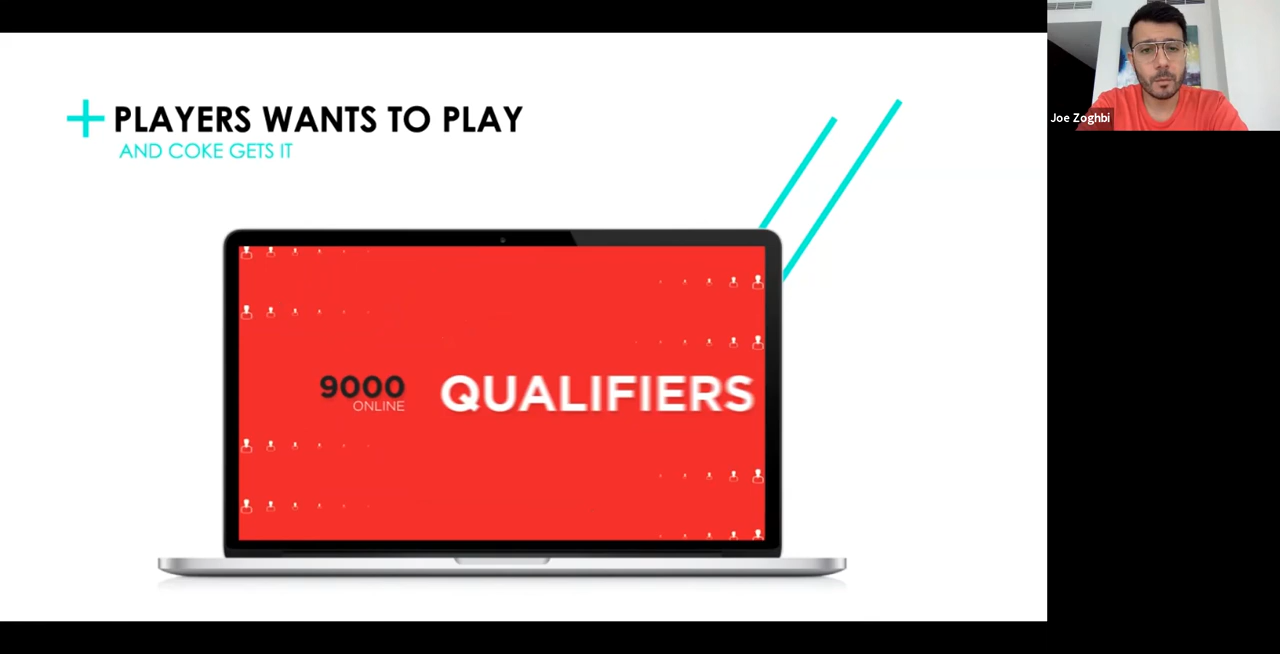 PLAYERS WANTS TO PLAY
AND COKE GETS IT
9000
ONLINE
QUALIFIERS
Joe Zoghbi